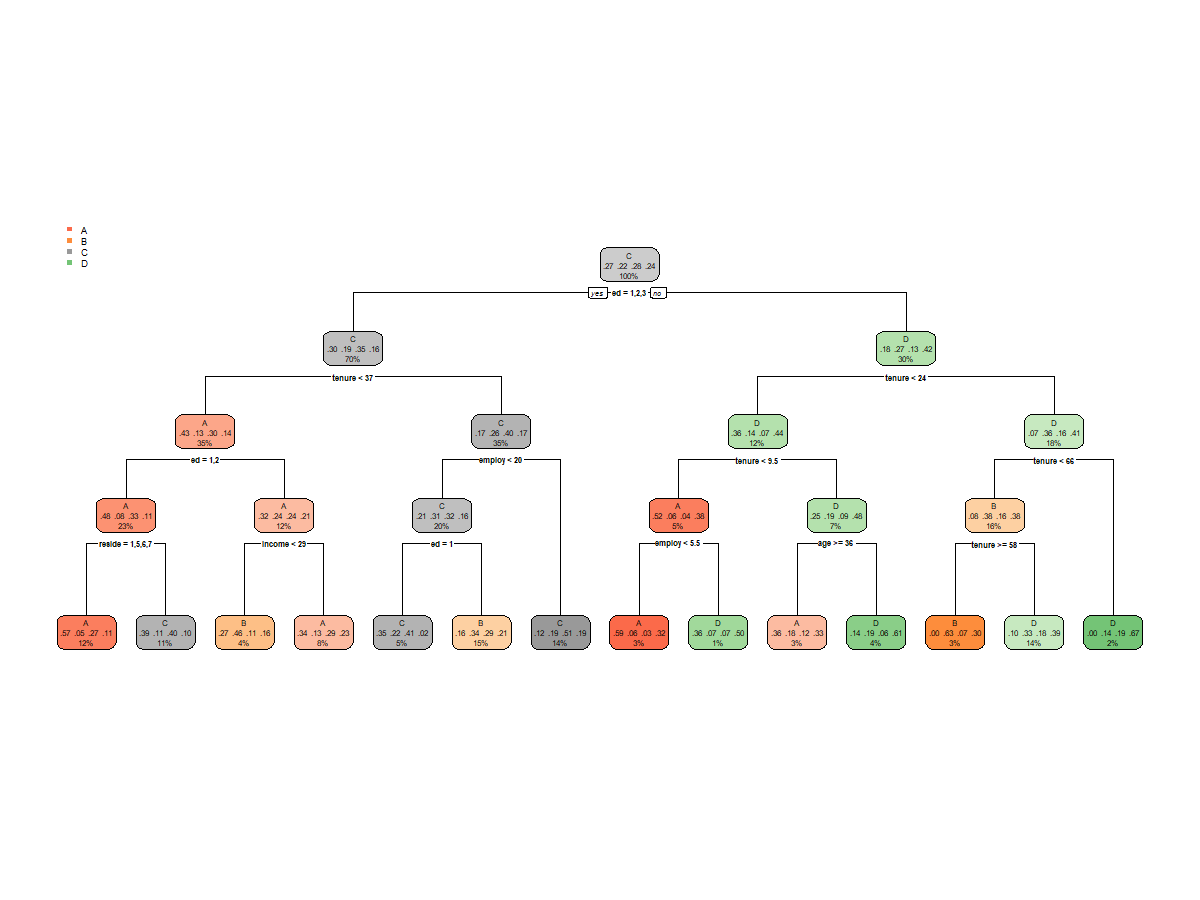 A
B
C
D
C
.27 .22 .28 .24
100%
yes ed = 1,2,3 no
C
.30 .19 .35 .16
70%
D
.18 .27 .13 .42
30%
tenure < 37
tenure < 24
A
.43 .13 .30 .14
35%
C
.17 .26 .40 .17
35%
D
.36 .14 .07 .44
12%
D
.07 .36 .16 .41
18%
ed = 1,2
employ < 20
tenure < 9.5
tenure < 66
A
.48 .08 .33 .11
23%
A
.32 .24 .24 .21
12%
C
.21 .31 .32 .16
20%
A
.52 .06 .04 .38
5%
D
.25 .19 .09 .48
7%
B
.08 .38 .16 .38
16%
reside = 1,5,6,7
income < 29
ed = 1
employ < 5.5
age >= 36
tenure >= 58
A
.57 .05 .27 .11
12%
C
.39 .11 .40 .10
11%
B
.27 .46 .11 .16
4%
A
.34 .13 .29 .23
8%
C
.35 .22 .41 .02
5%
B
.16 .34 .29 .21
15%
C
.12 .19 .51 .19
14%
A
.59 .06 .03 .32
3%
D
.36 .07 .07 .50
1%
A
.36 .18 .12 .33
3%
D
.14 .19 .06 .61
4%
B
.00 .63 .07 .30
3%
D
.10 .33 .18 .39
14%
D
.00 .14 .19 .67
2%